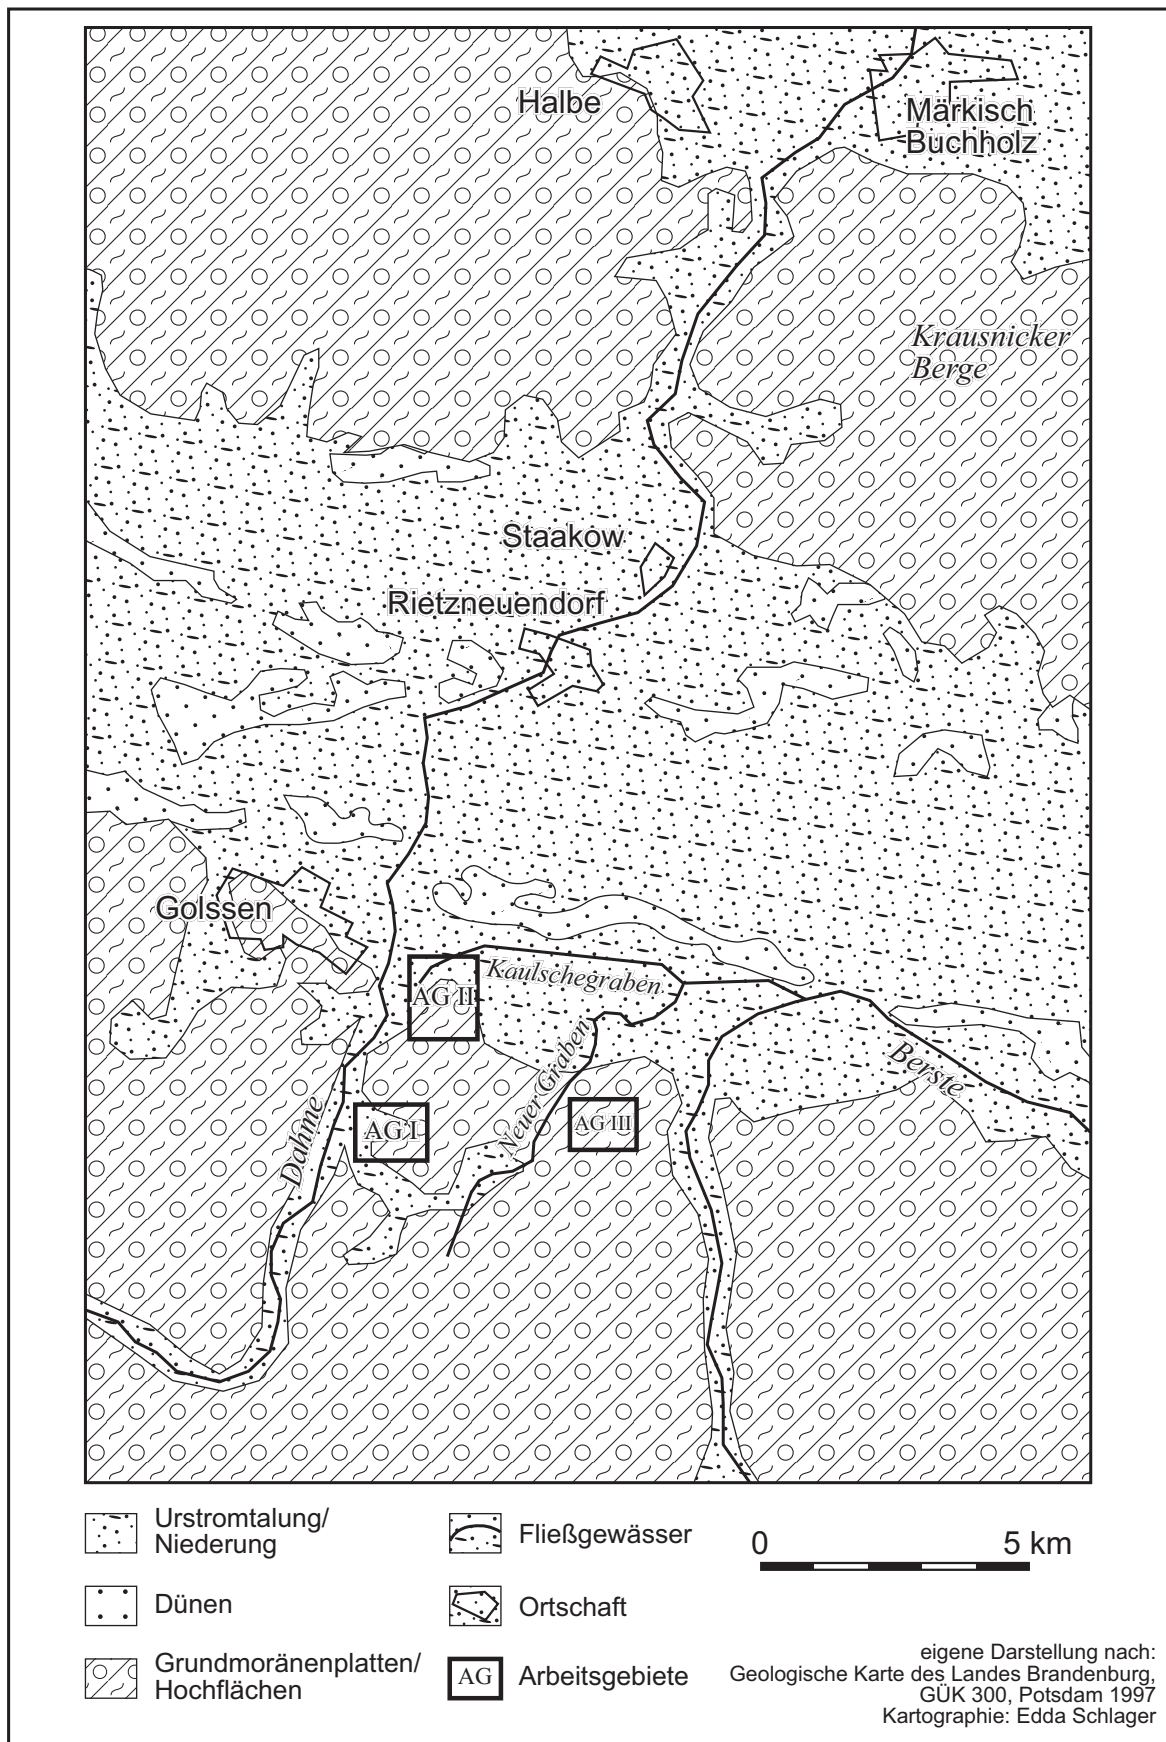 Halbe
Märkisch
Buchholz
Krausnicker
Berge
Staakow
Rietzneuendorf
Golssen
Kaulschegraben
AG II
Neuer Graben
Berste
Dahme
AG I
AG III
Urstromtalung/
Niederung
Dünen
Grundmoränenplatten/
Hochflächen
Fließgewässer
Ortschaft
AG
Arbeitsgebiete
0 5 km
eigene Darstellung nach:
Geologische Karte des Landes Brandenburg,
GÜK 300, Potsdam 1997
Kartographie: Edda Schlager